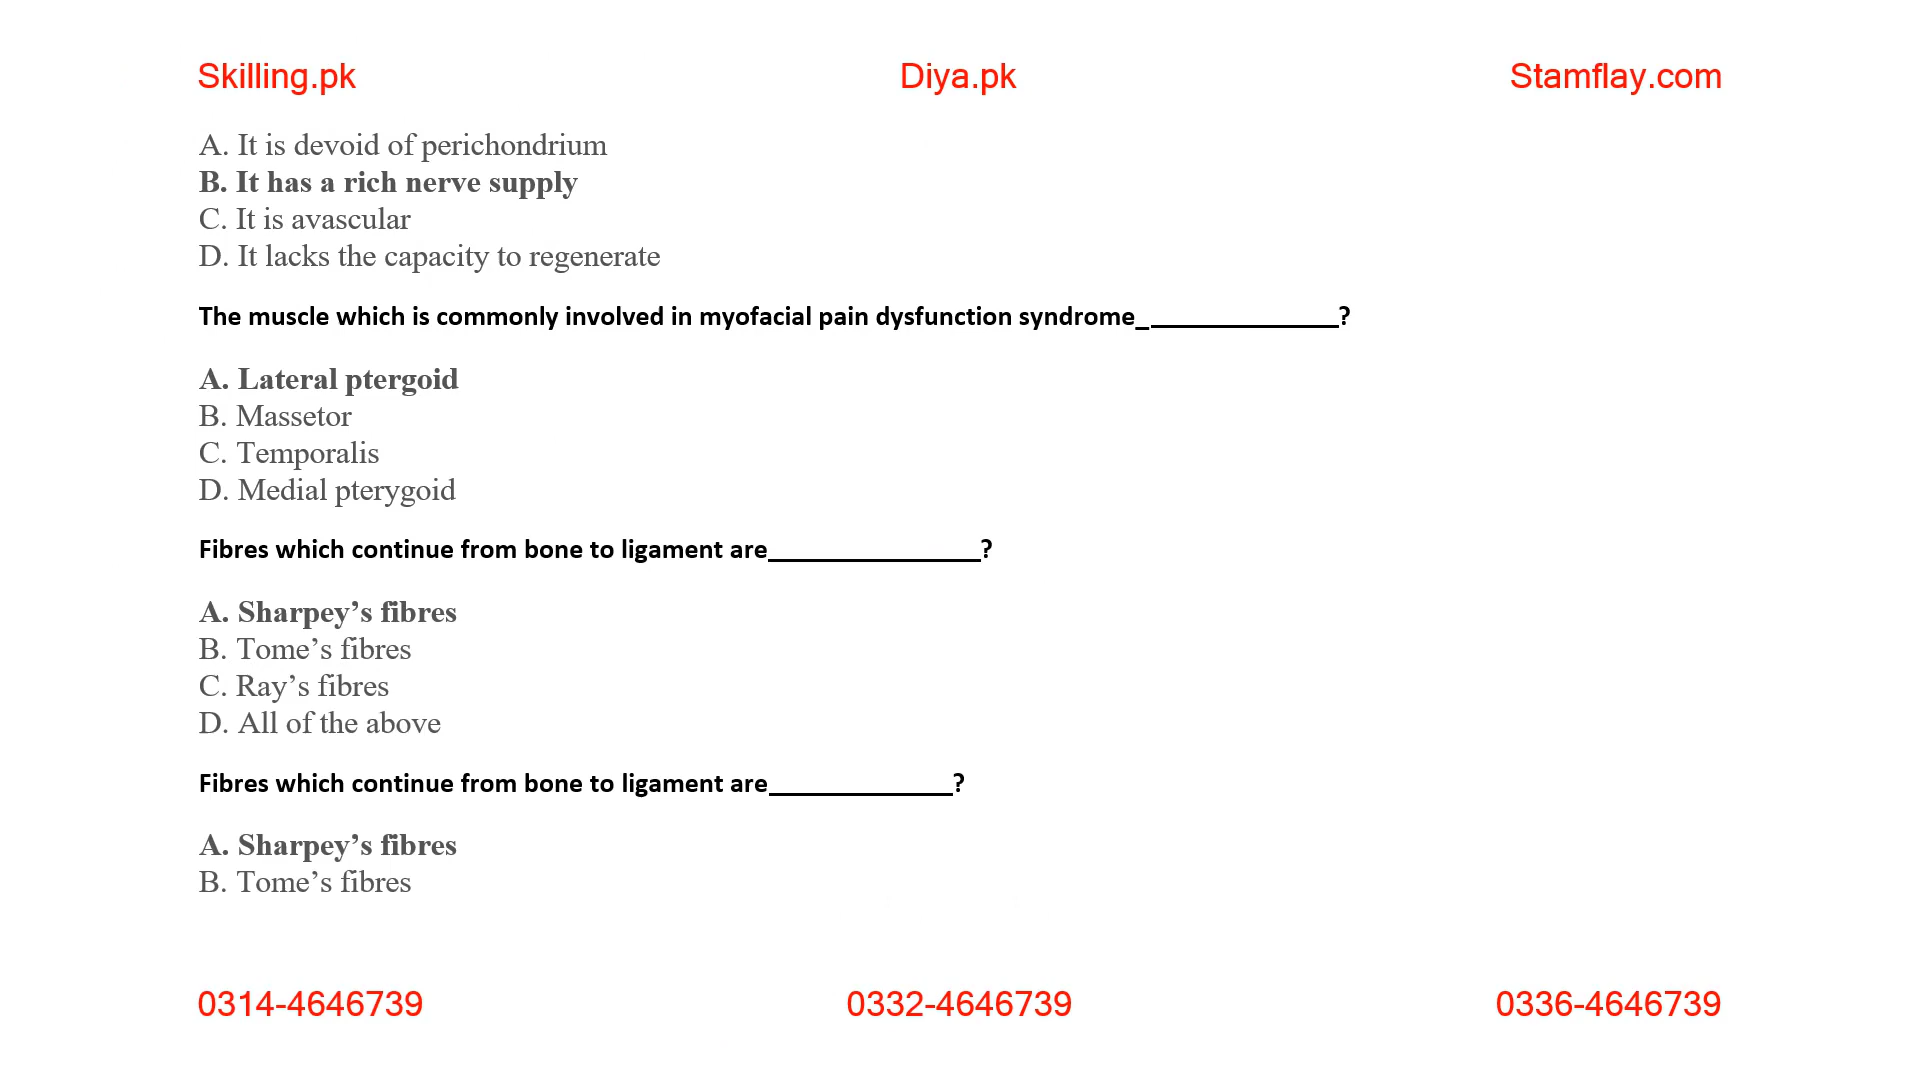 Skilling.pk Diya.pk Stamflay.com
A. It is devoid of perichondrium
B. It has a rich nerve supply
C. It is avascular
D. It lacks the capacity to regenerate
The muscle which is commonly involved in myofacial pain dysfunction syndrome_______________?
A. Lateral ptergoid
B. Massetor
C. Temporalis
D. Medial pterygoid
Fibres which continue from bone to ligament are________________?
A. Sharpey’s fibres
B. Tome’s fibres
C. Ray’s fibres
D. All of the above
Fibres which continue from bone to ligament are______________?
A. Sharpey’s fibres
B. Tome’s fibres
0314-4646739 0332-4646739 0336-4646739